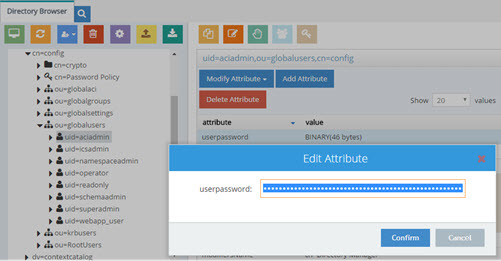 Directory Browser
cn=config
cn=crypto
cn=Password Policy
ou=globalaci
ou=globalgroups
ou=globalsettings
ou=globalusers
uid=aciadmin
uid=icsadmin
uid=namespaceadmin
uid=operator
uid=readonly
uid=schemaadmin
uid=superadmin
uid=webapp_user
ou=krbusers
ou=RootUsers
dv=contextcatalog
uid=aciadmin,ou=globalusers,cn=config
Modify Attribute Add Attribute
Delete Attribute
Show 20 values
attribute value
userpassword BINARY(46 bytes)
Edit Attribute
userpassword:
Confirm Cancel